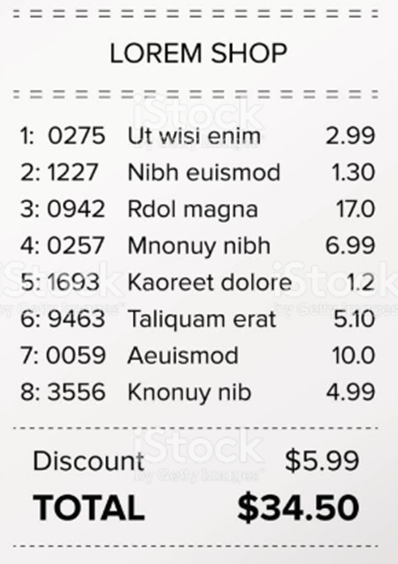 LOREM SHOP
1: 0275 Ut wisi enim 2.99
2: 1227 Nibh euismod 1.30
3: 0942 Rdol magna 17.0
4: 0257 Mnonuy nibh 6.99
5: 1693 Kaoreet dolore 1.2
6: 9463 Taliquam erat 5.10
7: 0059 Aeuismod 10.0
8: 3556 Knonuy nib 4.99
Discount $5.99
TOTAL $34.50
iStock
by Getty Images™